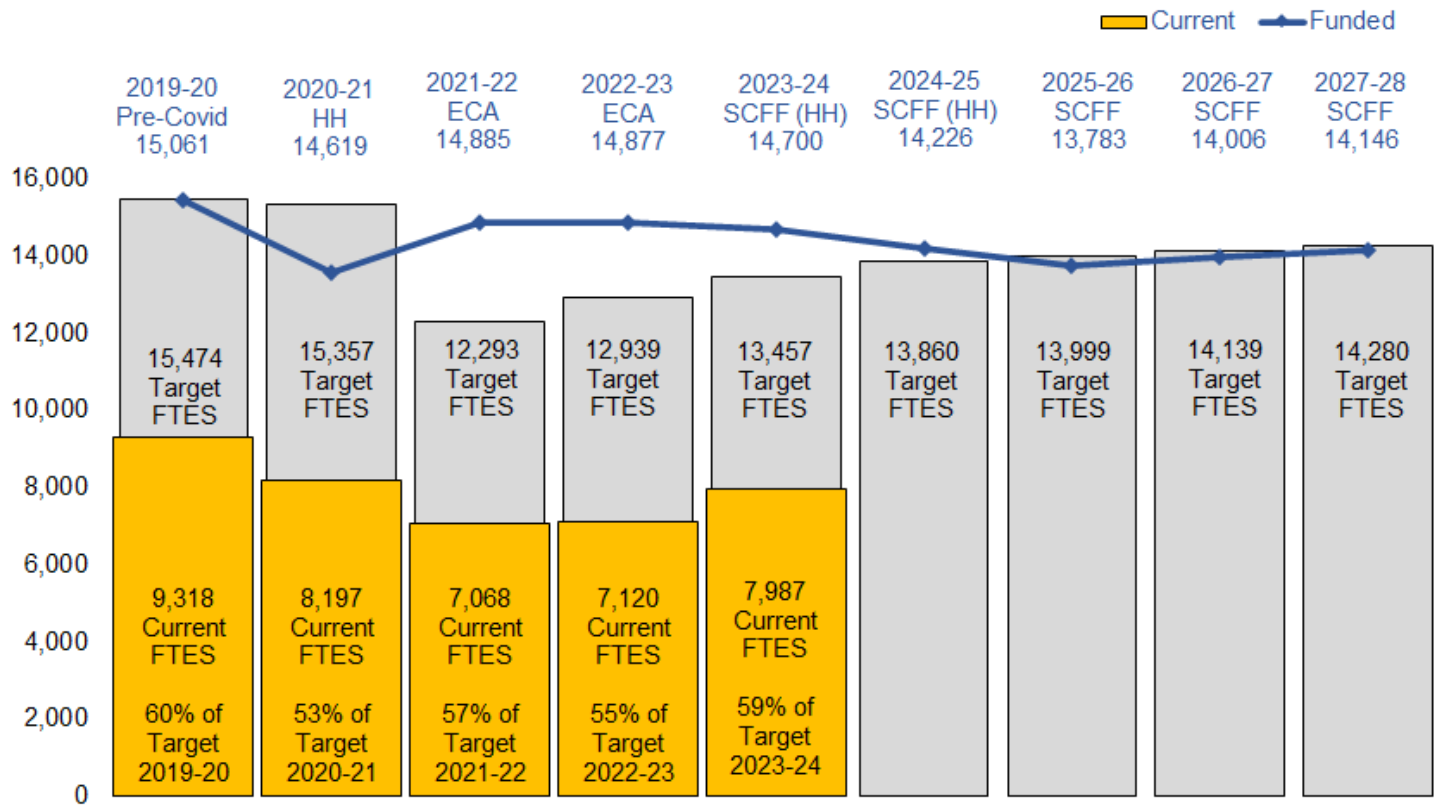 Current Funded
2019-20
Pre-Covid
15,061
2020-21
HH
14,619
2021-22
ECA
14,885
2022-23
ECA
14,877
2023-24
SCFF (HH)
14,700
2024-25
SCFF (HH)
14,226
2025-26
SCFF
13,783
2026-27
SCFF
14,006
2027-28
SCFF
14,146
16,000
14,000
12,000
10,000
8,000
6,000
4,000
2,000
0
15,474
Target
FTES
15,357
Target
FTES
12,293
Target
FTES
12,939
Target
FTES
13,457
Target
FTES
13,860
Target
FTES
13,999
Target
FTES
14,139
Target
FTES
14,280
Target
FTES
9,318
Current
FTES
60% of
Target
2019-20
8,197
Current
FTES
53% of
Target
2020-21
7,068
Current
FTES
57% of
Target
2021-22
7,120
Current
FTES
55% of
Target
2022-23
7,987
Current
FTES
59% of
Target
2023-24